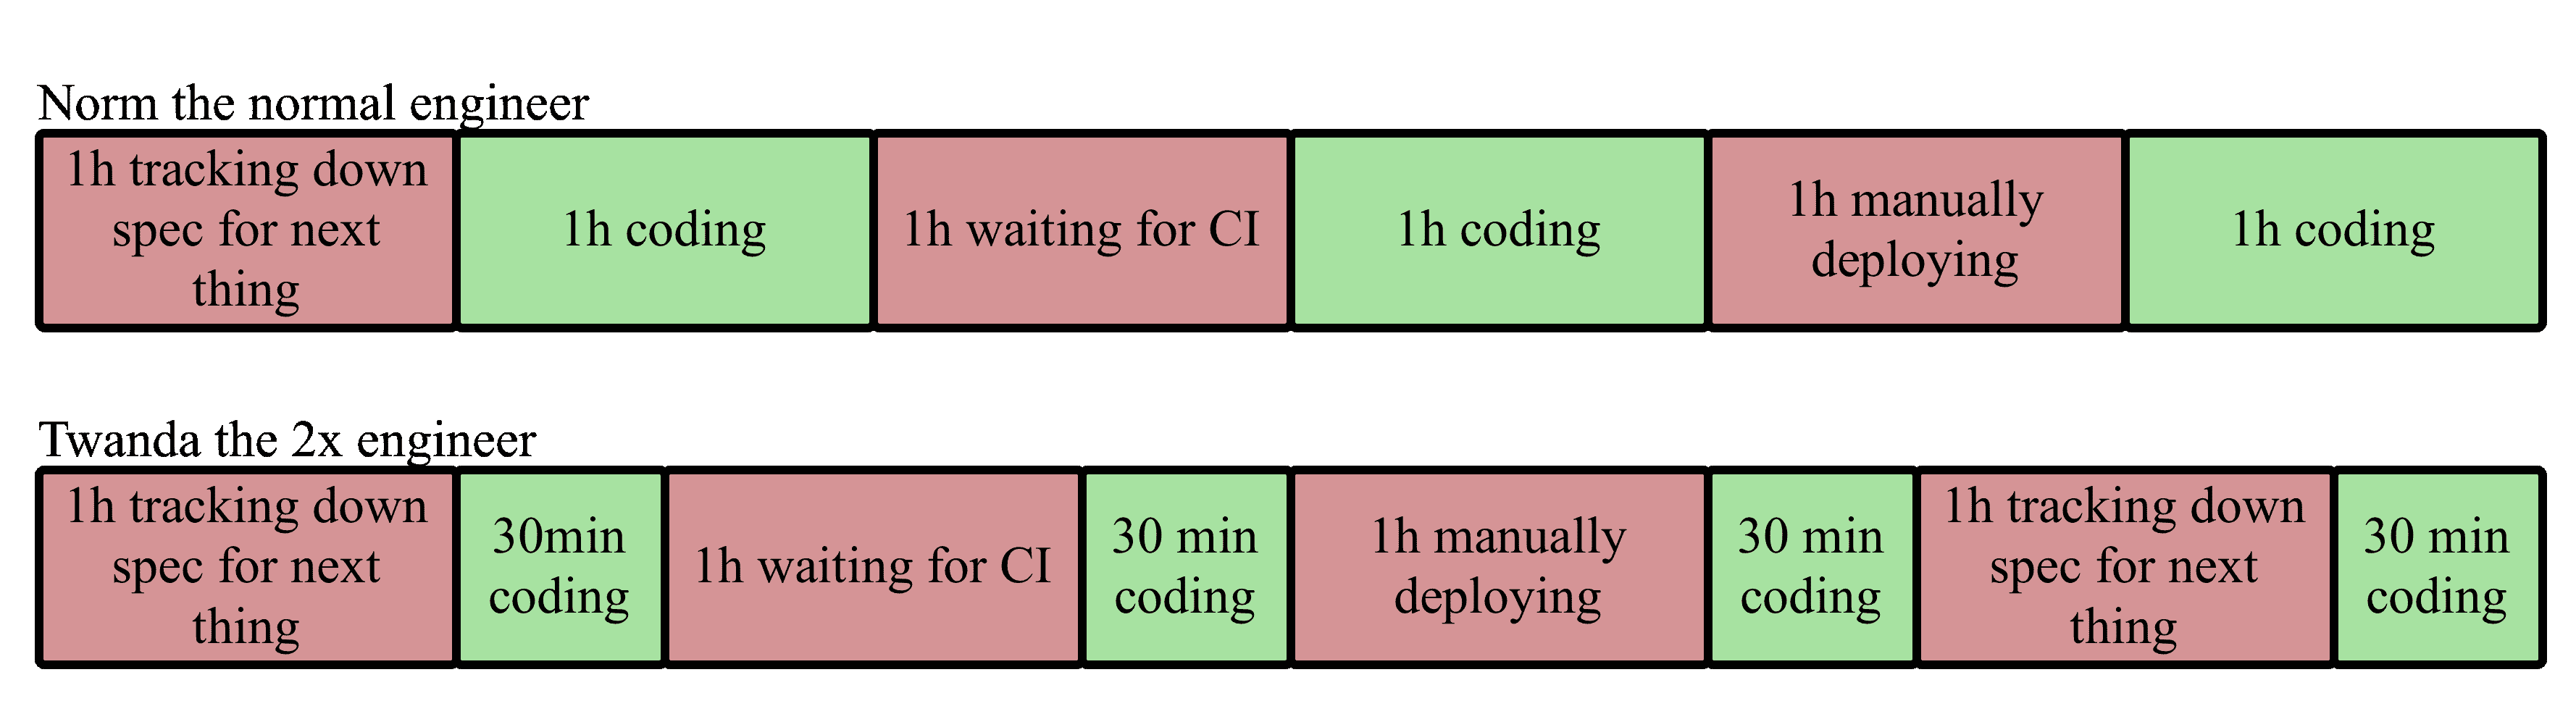 Norm the normal engineer
1h tracking down
spec for next
thing
1h coding
1h waiting for CI
1h coding
1h manually
deploying
1h coding
Twanda the 2x engineer
1h tracking down
spec for next
thing
30min
coding
1h waiting for CI
30 min
coding
1h manually
deploying
30 min
coding
1h tracking down
spec for next
thing
30 min
coding